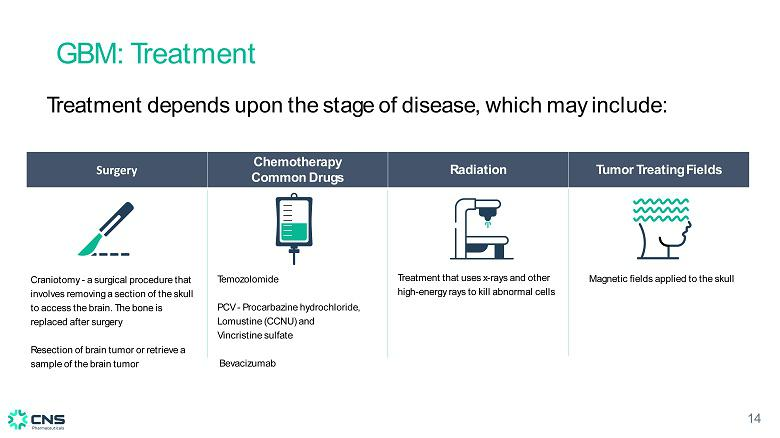 GBM: Treatment
Treatment depends upon the stage of disease, which may include:
Surgery
Chemotherapy
Common Drugs
Radiation
Tumor Treating Fields
Craniotomy - a surgical procedure that
involves removing a section of the skull
to access the brain. The bone is
replaced after surgery
Resection of brain tumor or retrieve a
sample of the brain tumor
Temozolomide
PCV - Procarbazine hydrochloride,
Lomustine (CCNU) and
Vincristine sulfate
Bevacizumab
Treatment that uses x-rays and other
high-energy rays to kill abnormal cells
Magnetic fields applied to the skull
CNS
Pharmaceuticals
14